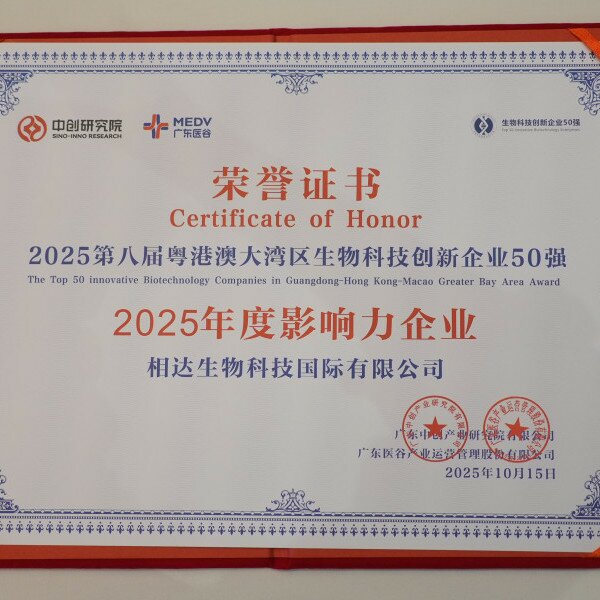 中创研究院
SINO-INNO RESEARCH
MEDV
广东医谷
生物科技创新企业50强
Top 50 Innovative Biotechnology Companies
荣誉证书
Certificate of Honor
2025第八届粤港澳大湾区生物科技创新企业50强
The Top 50 innovative Biotechnology Companies in Guangdong-Hong Kong-Macao Greater Bay Area Award
2025年度影响力企业
相达生物科技国际有限公司
广东中创产业研究院有限公司
广东医谷产业运营管理股份有限公司
2025年10月15日